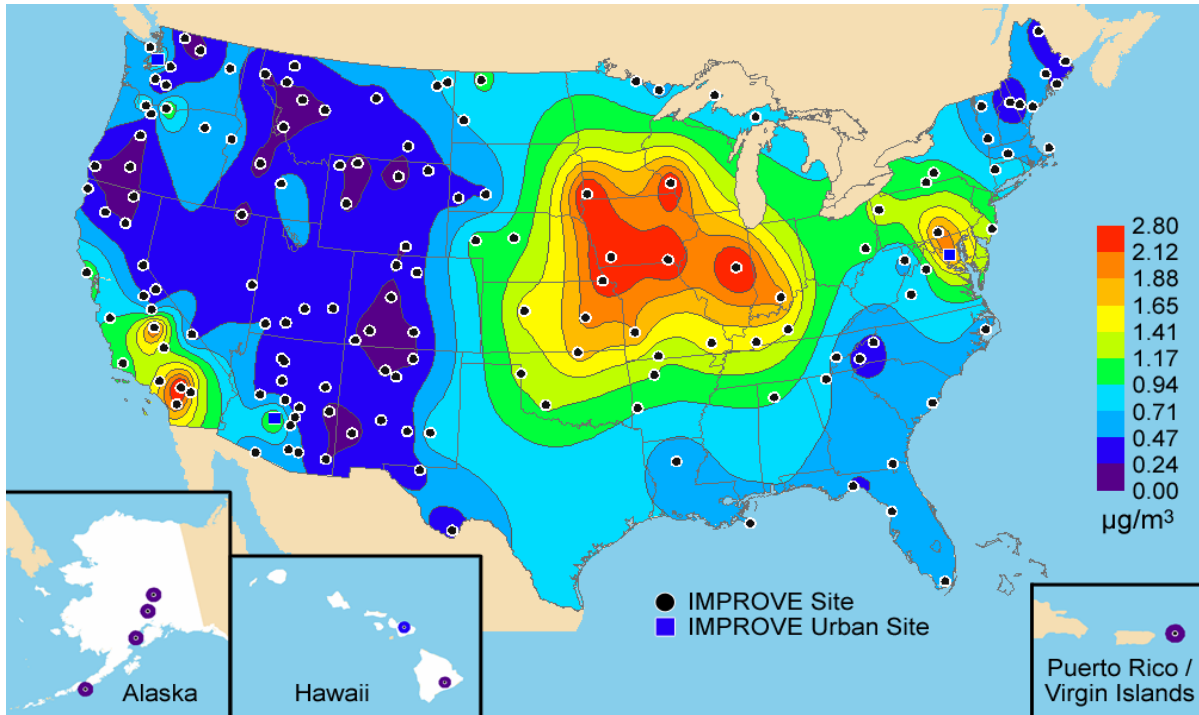 2.80
2.12
1.88
1.65
1.41
1.17
0.94
0.71
0.47
0.24
0.00
µg/m³
IMPROVE Site
IMPROVE Urban Site
Alaska
Hawaii
Puerto Rico /
Virgin Islands